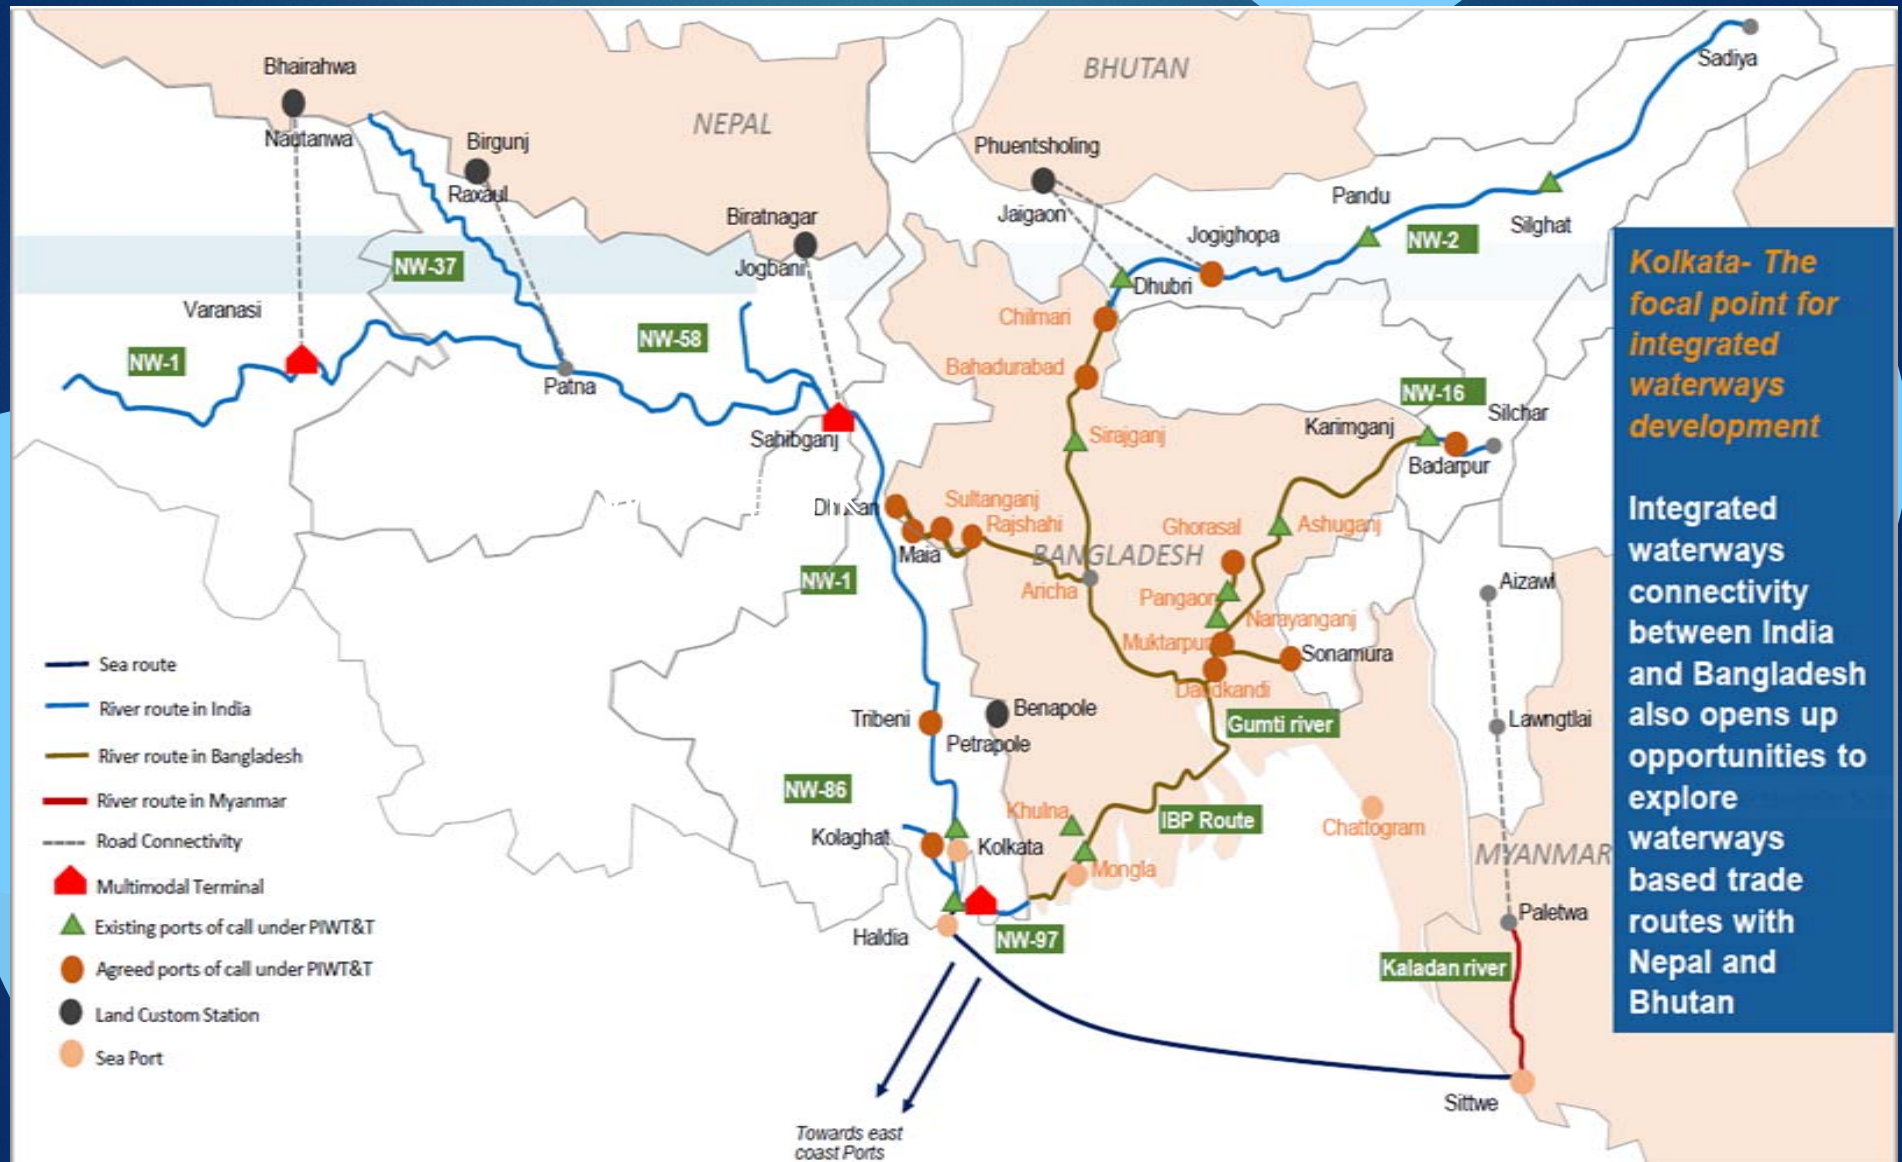 Bhairahwa
Nautanwa
Birgunj
Raxaul
NEPAL
BHUTAN
Sadiya
Phuentsholing
Jaigaon
Biratnagar
Jogbani
Pandu
Silghat
NW-2
Jogighopa
Dhubri
NW-37
Varanasi
NW-1
NW-58
Patna
Sahibganj
Chilmari
Bahadurabad
Sirajganj
NW-16
Silchar
Karimganj
Badarpur
Sultanganj
Rajshahi
Maia
BANGLADESH
Aricha
Ghorasal
Ashuganj
Pangaon
Narayanganj
Muktarpur
Sonamura
Daudkandi
Gumti river
NW-1
Aizawl
Lawngtlai
Tribeni
Benapole
Petrapole
NW-86
Kolaghat
Kolkata
Khulna
Mongla
IBP Route
Chattogram
MYANMAR
Paletwa
Haldia
NW-97
Kaladan river
Sittwe
Towards east
coast Ports
Sea route
River route in India
River route in Bangladesh
River route in Myanmar
Road Connectivity
Multimodal Terminal
Existing ports of call under PIWT&T
Agreed ports of call under PIWT&T
Land Custom Station
Sea Port
Kolkata- The
focal point for
integrated
waterways
development
Integrated
waterways
connectivity
between India
and Bangladesh
also opens up
opportunities to
explore
waterways
based trade
routes with
Nepal and
Bhutan